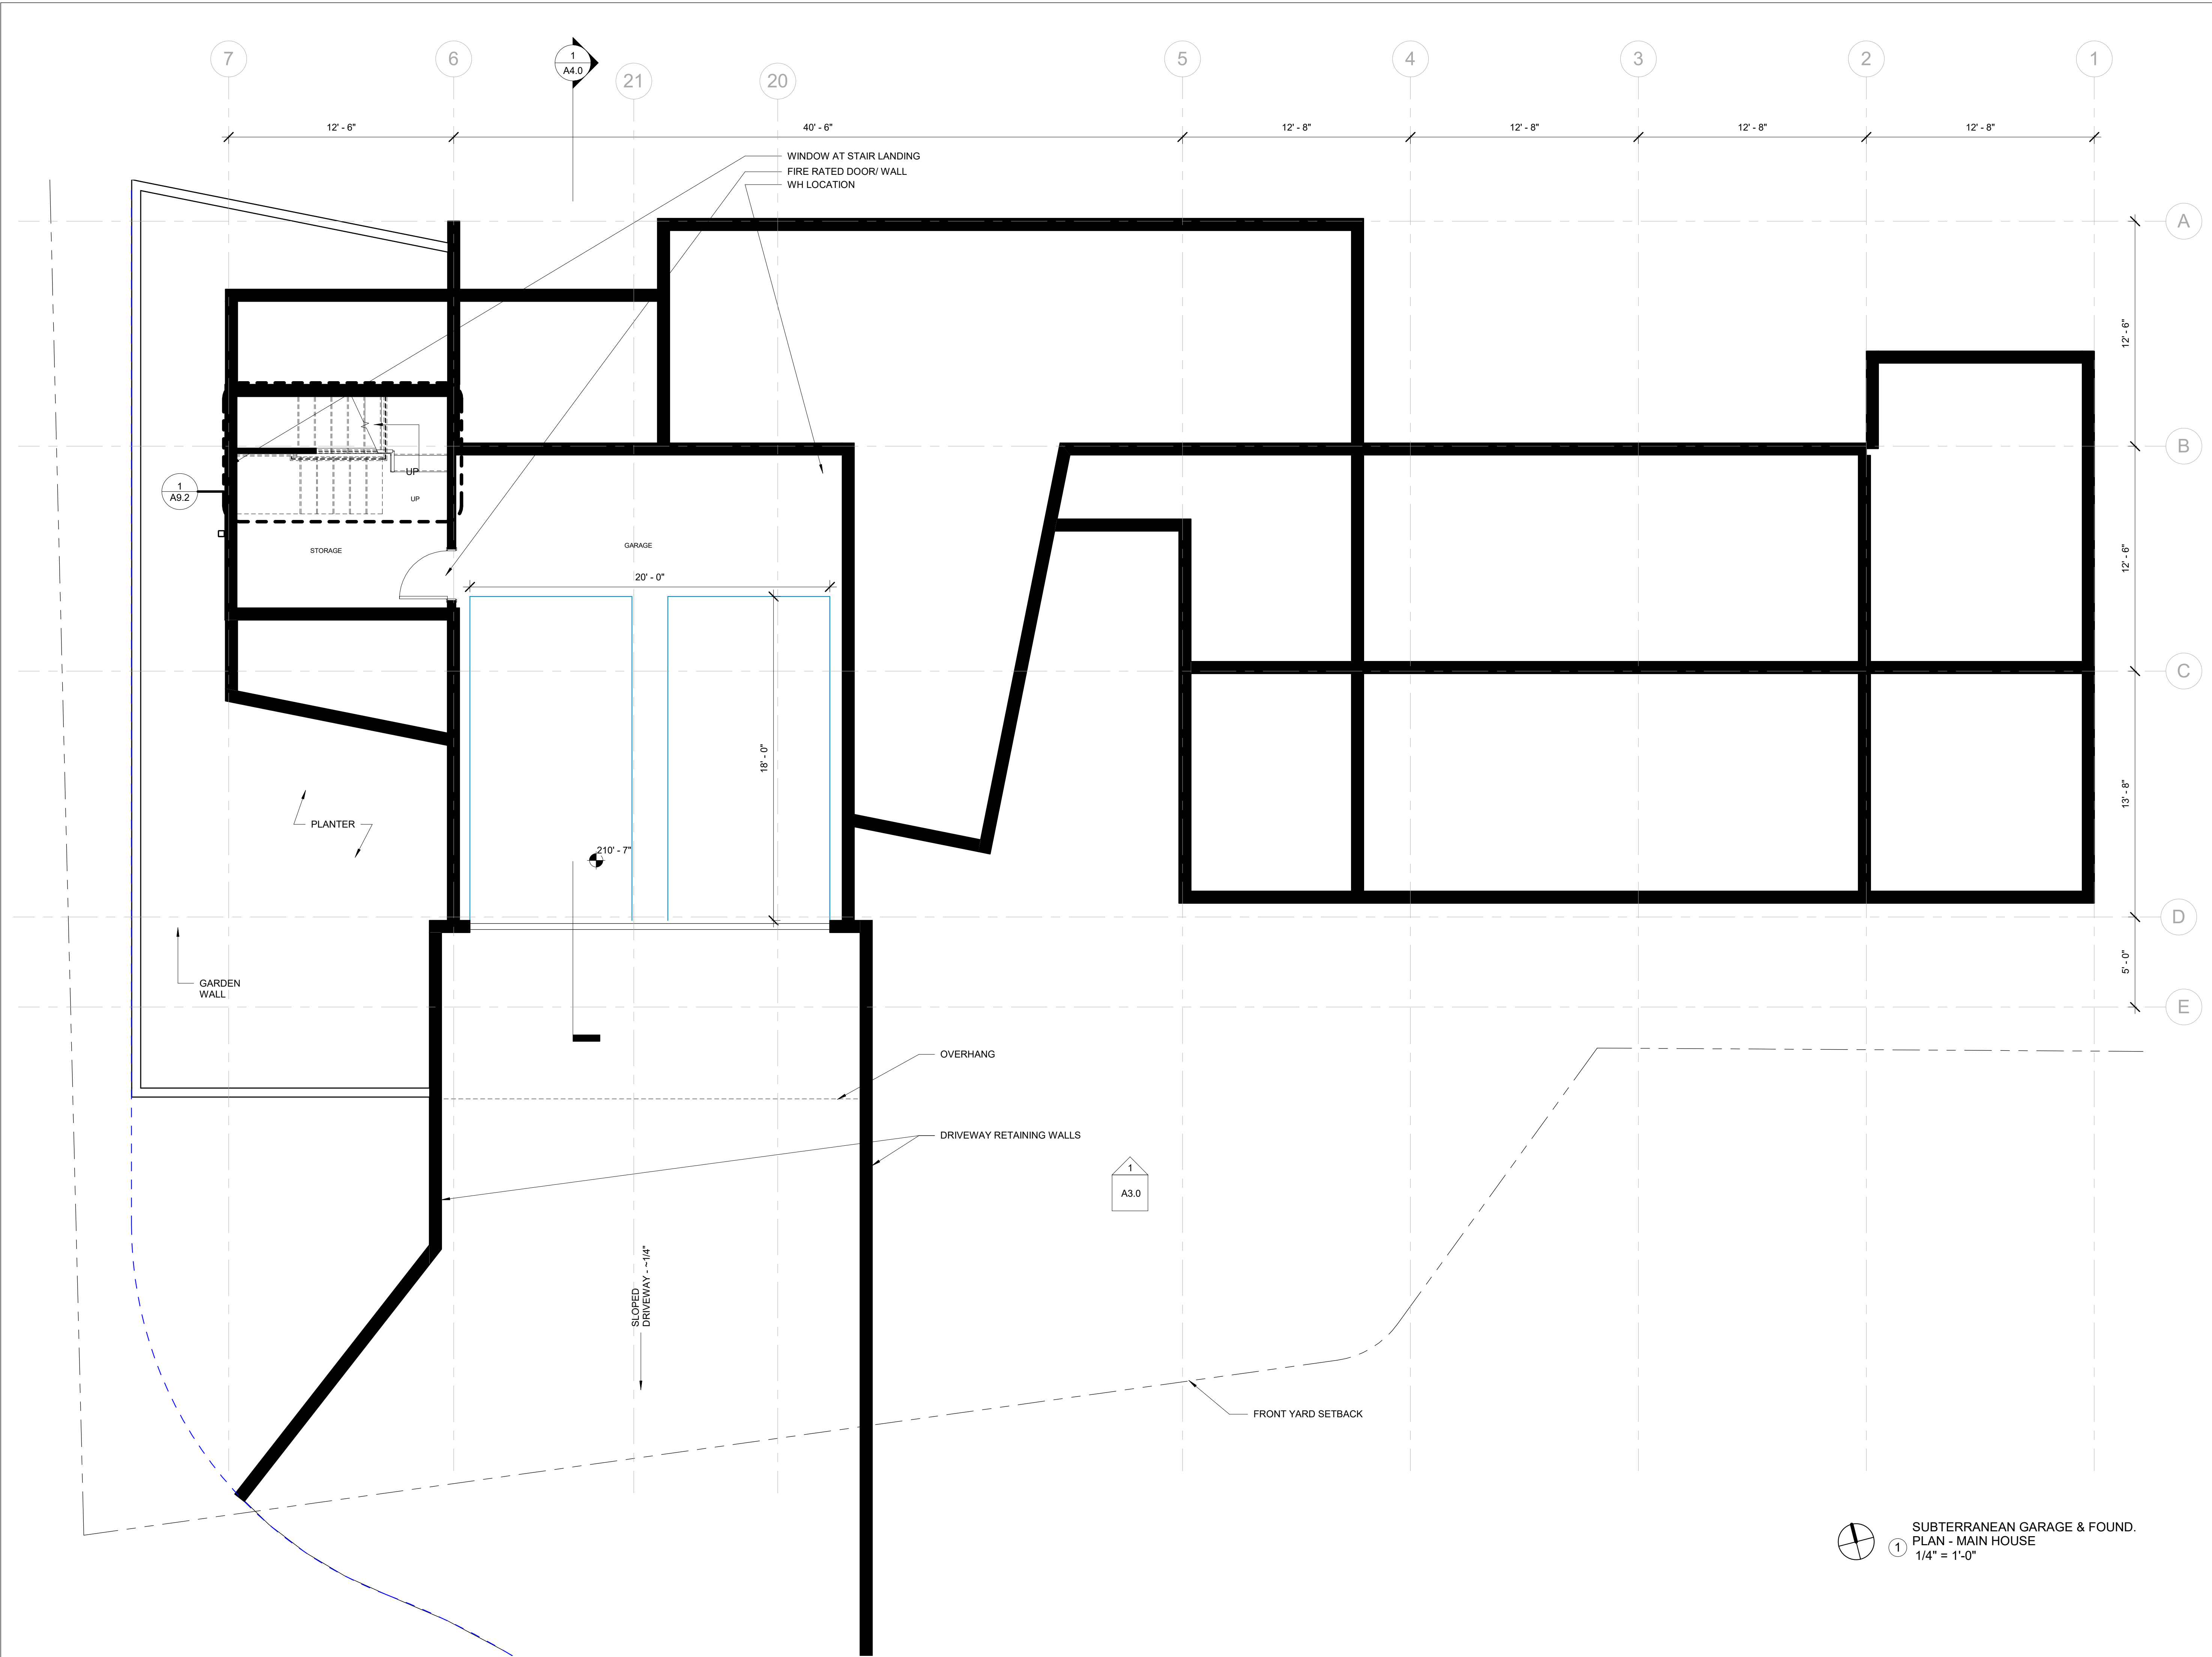 7
6
1
A4.0
21
20
5
4
3
2
1
12' - 6"
40' - 6"
12' - 8"
12' - 8"
12' - 8"
12' - 8"
WINDOW AT STAIR LANDING
FIRE RATED DOOR/ WALL
WH LOCATION
A
12' - 6"
B
UP
1
A9.2
UP
STORAGE
GARAGE
12' - 6"
20' - 0"
C
18' - 0"
13' - 8"
PLANTER
210' - 7"
D
GARDEN
WALL
5' - 0"
E
OVERHANG
DRIVEWAY RETAINING WALLS
1
A3.0
SLOPED
DRIVEWAY - ~1/4"
FRONT YARD SETBACK
1
SUBTERRANEAN GARAGE & FOUND.
PLAN - MAIN HOUSE
1/4" = 1'-0"